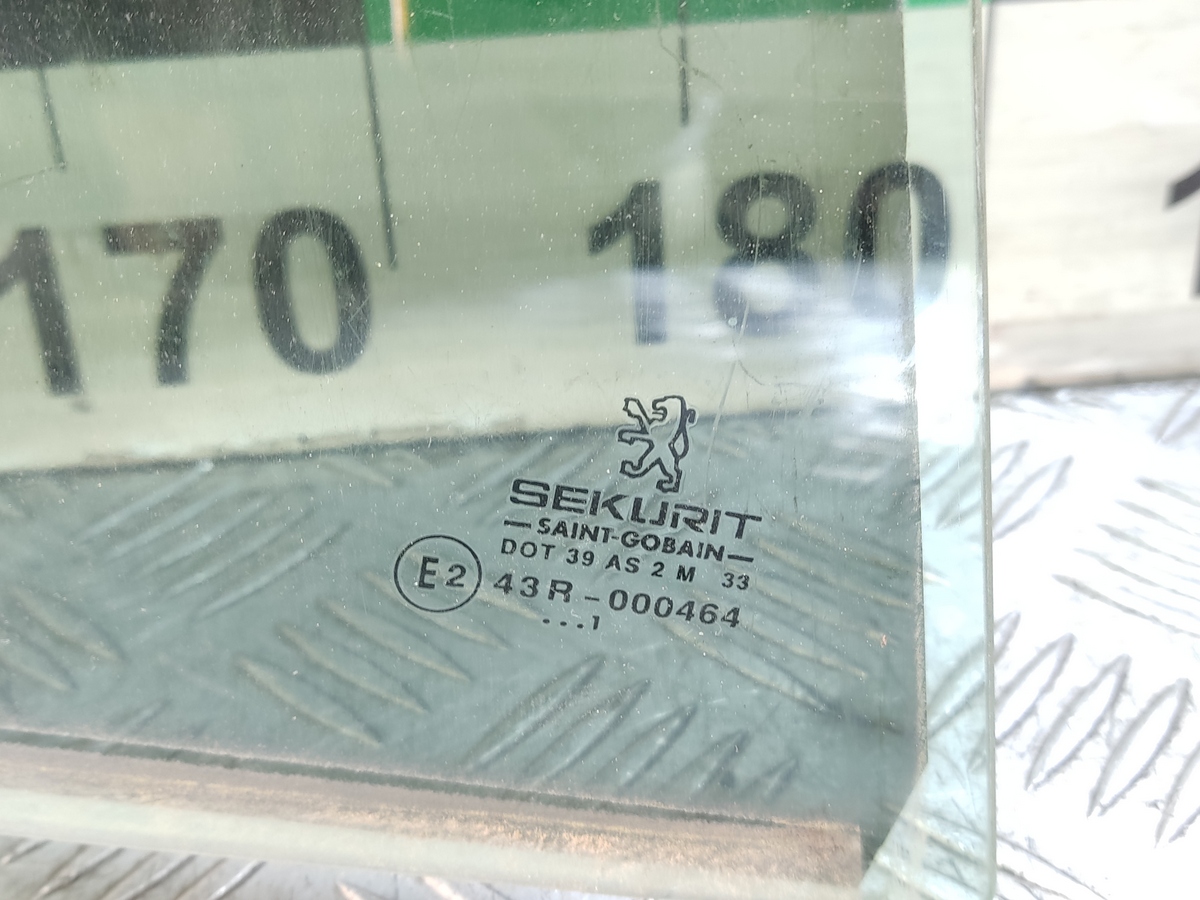 170 180
SEKURIT
—SAINT-GOBAIN—
DOT 39 AS 2 M 33
E2 43R-000464
...1